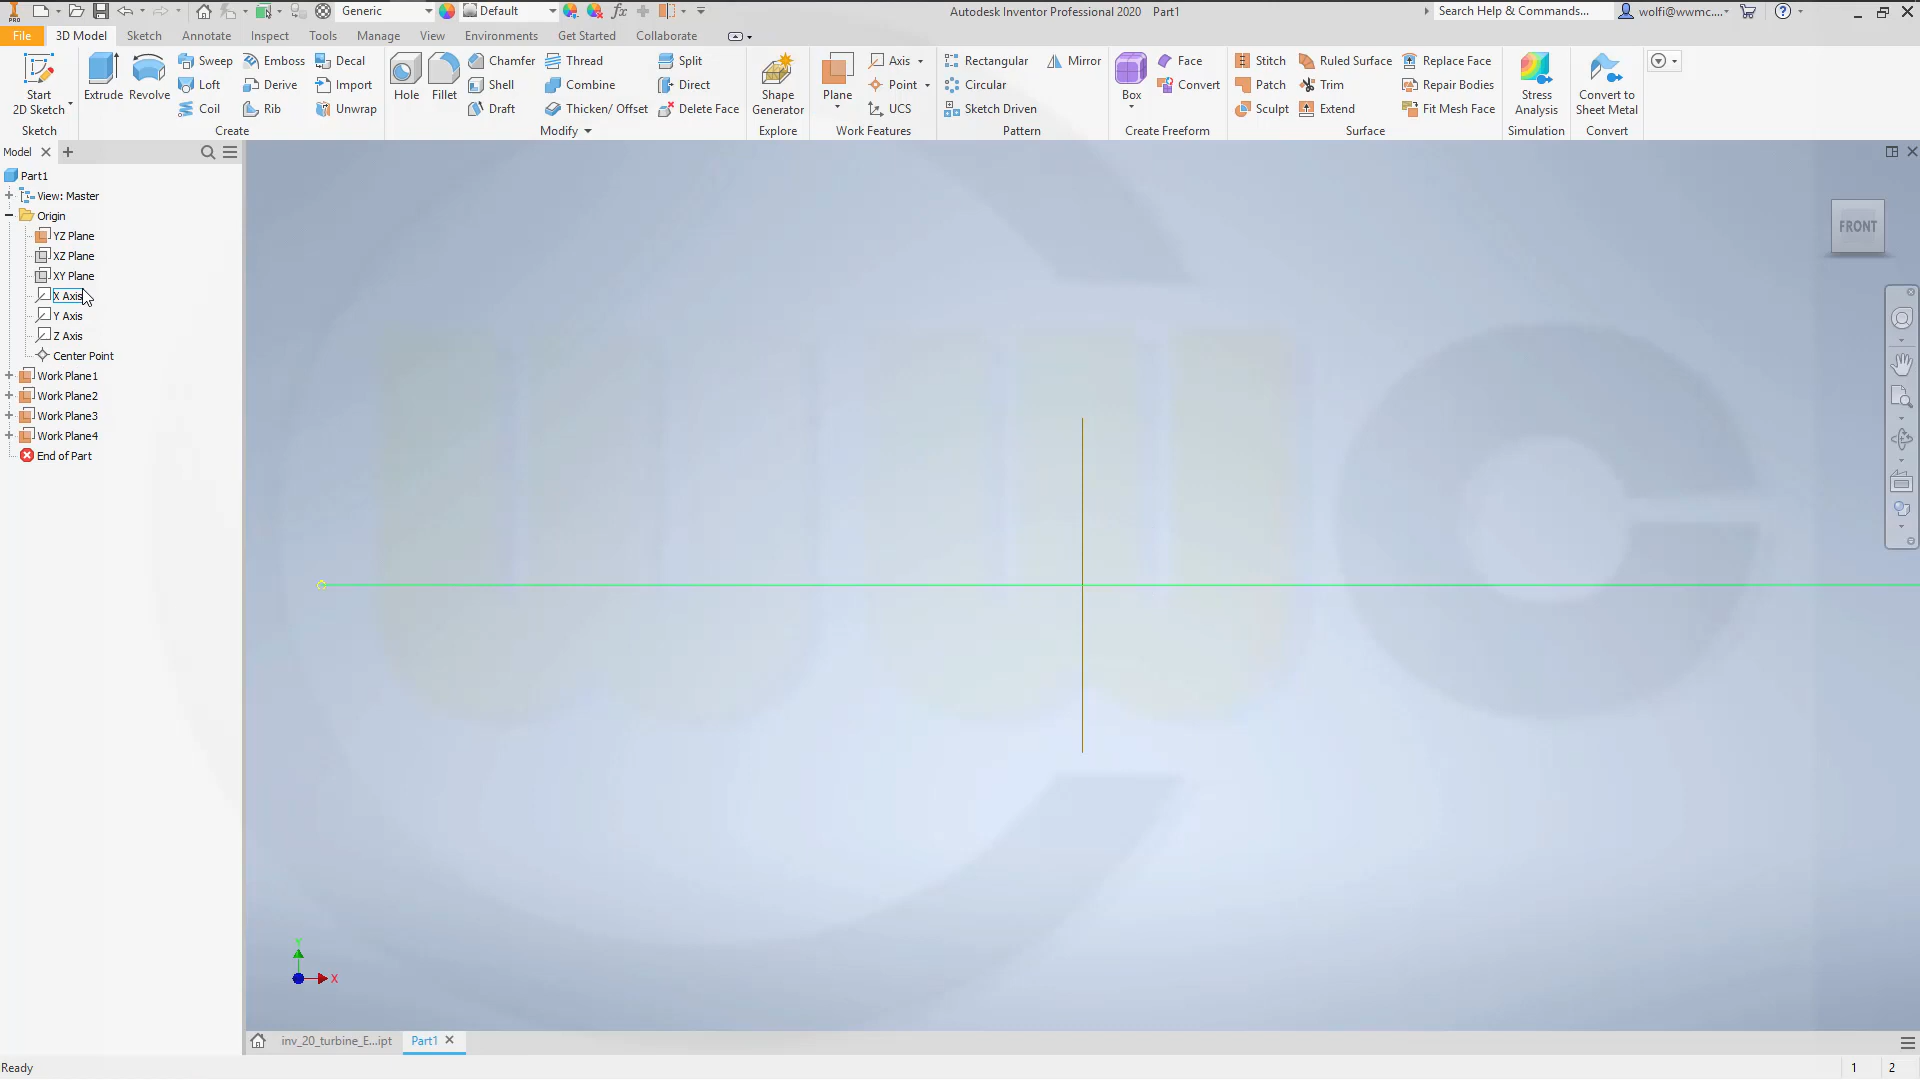 Generic
Default
Autodesk Inventor Professional 2020 Part1
Search Help & Commands...
wolfi@wwmc....
File 3D Model Sketch Annotate Inspect Tools Manage View Environments Get Started Collaborate
Start
2D Sketch
Sketch
Extrude Revolve
Sweep Emboss Decal
Loft Derive Import
Coil Rib Unwrap
Create
Hole Fillet
Chamfer Thread Split
Shell Combine Direct
Draft Thicken/ Offset Delete Face
Modify
Shape
Generator
Explore
Plane
Axis
Point
UCS
Work Features
Rectangular Mirror
Circular
Sketch Driven
Pattern
Box
Face
Convert
Create Freeform
Stitch Ruled Surface Replace Face
Patch Trim Repair Bodies
Sculpt Extend Fit Mesh Face
Surface
Stress
Analysis
Simulation
Convert to
Sheet Metal
Convert
Model
Part1
View: Master
Origin
YZ Plane
XZ Plane
XY Plane
X Axis
Y Axis
Z Axis
Center Point
Work Plane1
Work Plane2
Work Plane3
Work Plane4
End of Part
FRONT
Y
X
inv_20_turbine_E...ipt Part1
Ready
1 2